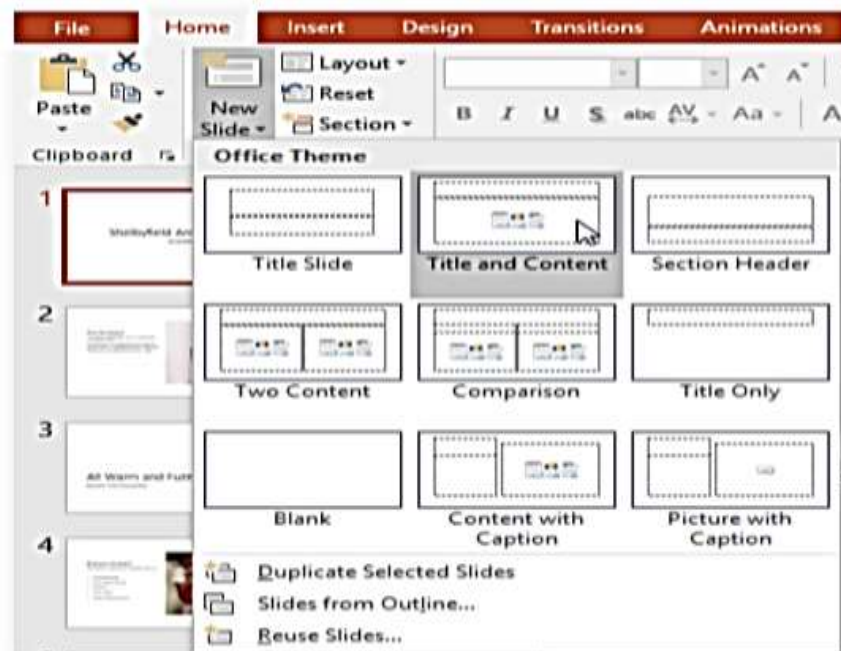 File Home Insert Design Transitions Animations
Paste
Clipboard
New
Slide
Layout
Reset
Section
B I U S abc AV Aa A
Office Theme
Title Slide
Title and Content
Section Header
Two Content
Comparison
Title Only
Blank
Content with
Caption
Picture with
Caption
Duplicate Selected Slides
Slides from Outline...
Reuse Slides...
1
2
3
All Warm and
4